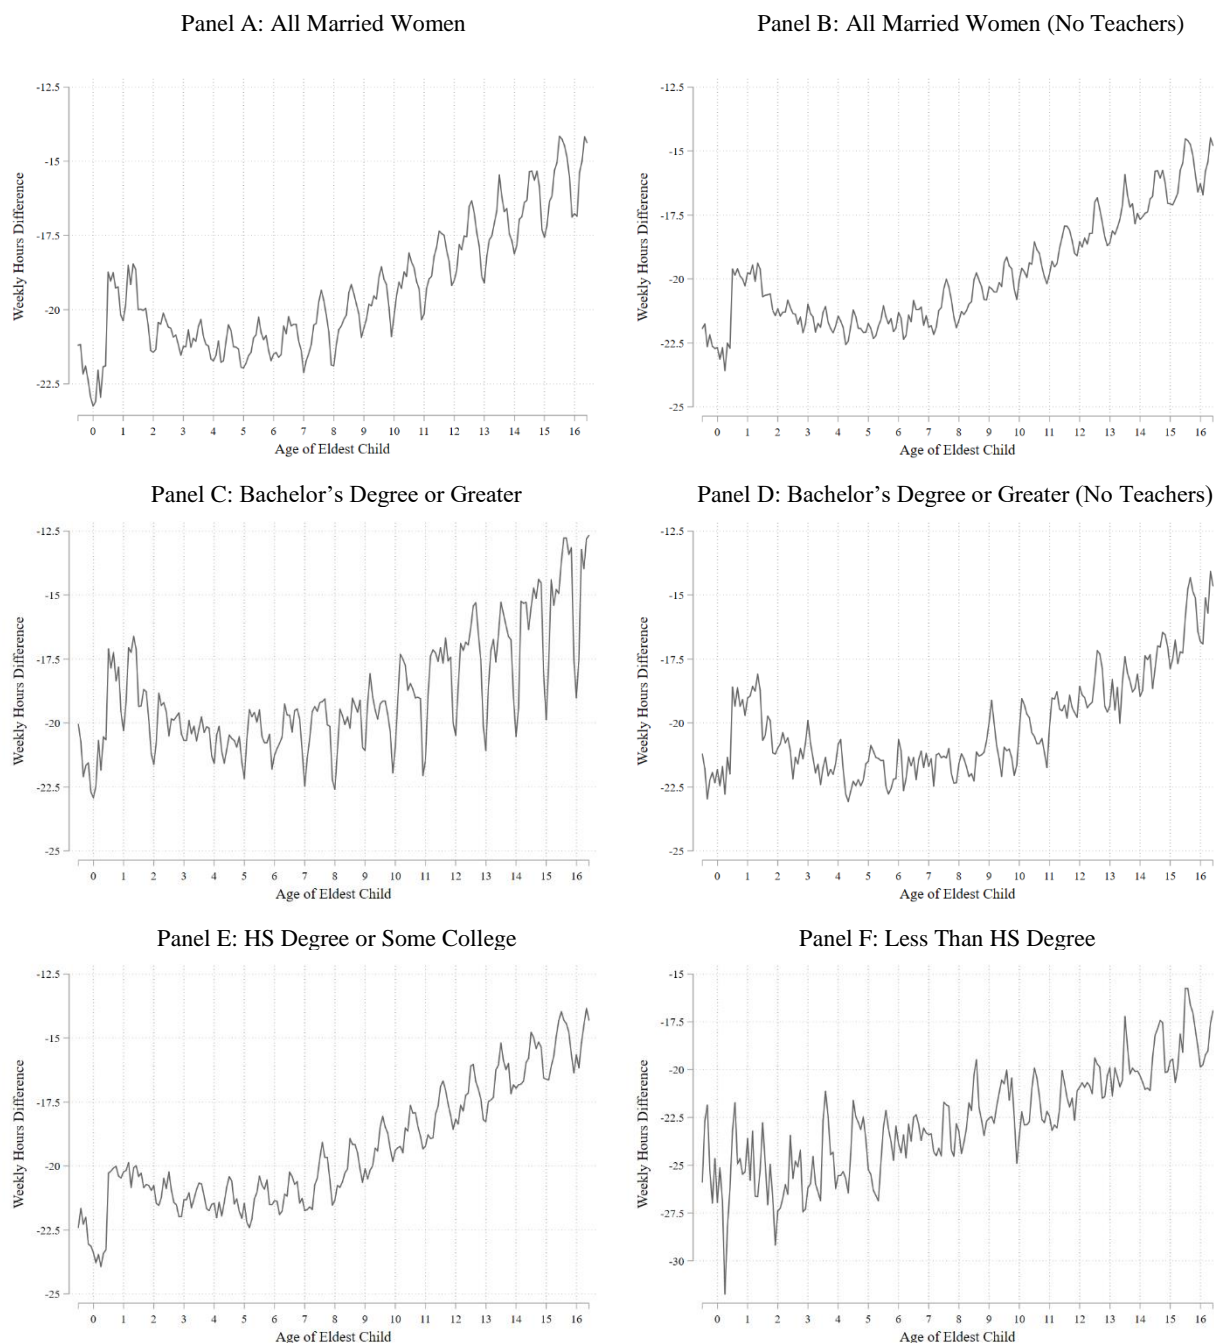 Panel A: All Married Women
-12.5
-15
-17.5
-20
-22.5
Weekly Hours Difference
0 1 2 3 4 5 6 7 8 9 10 11 12 13 14 15 16
Age of Eldest Child
Panel B: All Married Women (No Teachers)
-12.5
-15
-17.5
-20
-22.5
-25
Weekly Hours Difference
0 1 2 3 4 5 6 7 8 9 10 11 12 13 14 15 16
Age of Eldest Child
Panel C: Bachelor’s Degree or Greater
-12.5
-15
-17.5
-20
-22.5
-25
Weekly Hours Difference
0 1 2 3 4 5 6 7 8 9 10 11 12 13 14 15 16
Age of Eldest Child
Panel D: Bachelor’s Degree or Greater (No Teachers)
-12.5
-15
-17.5
-20
-22.5
-25
Weekly Hours Difference
0 1 2 3 4 5 6 7 8 9 10 11 12 13 14 15 16
Age of Eldest Child
Panel E: HS Degree or Some College
-12.5
-15
-17.5
-20
-22.5
-25
Weekly Hours Difference
0 1 2 3 4 5 6 7 8 9 10 11 12 13 14 15 16
Age of Eldest Child
Panel F: Less Than HS Degree
-15
-17.5
-20
-22.5
-25
-27.5
-30
Weekly Hours Difference
0 1 2 3 4 5 6 7 8 9 10 11 12 13 14 15 16
Age of Eldest Child